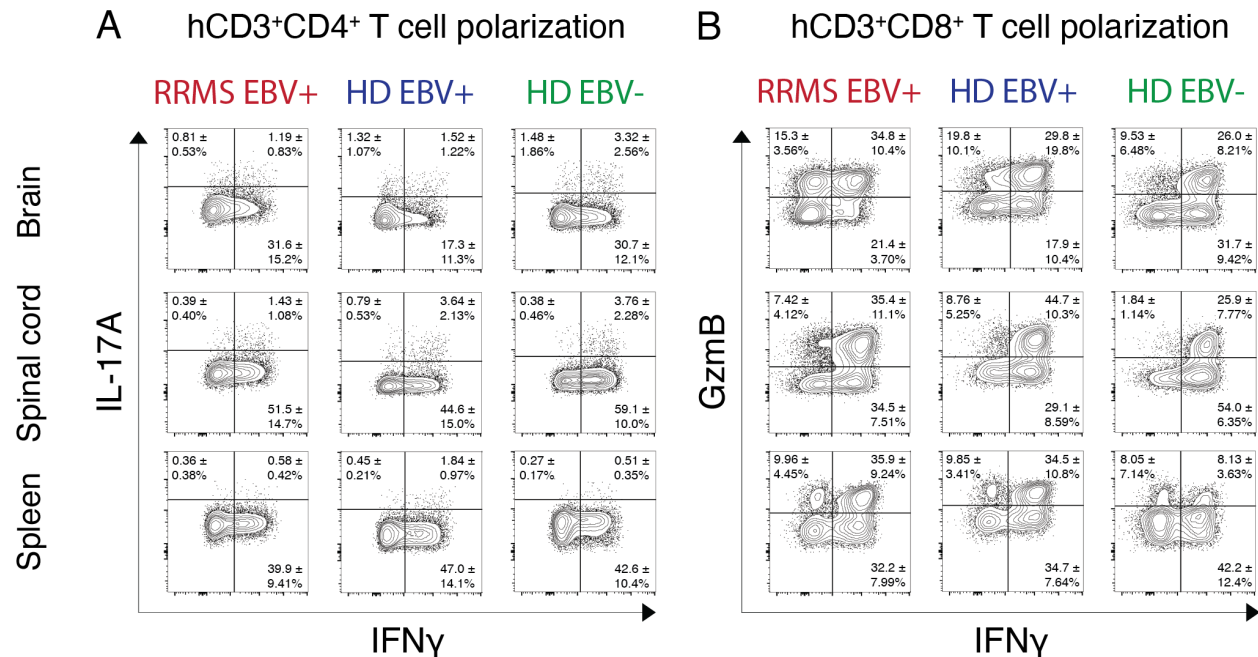 A hCD3⁺CD4⁺ T cell polarization
RRMS EBV+ HD EBV+ HD EBV-
Brain
0.81 ± 1.19 ± 1.32 ± 1.52 ± 1.48 ± 3.32 ±
0.53% 0.83% 1.07% 1.22% 1.86% 2.56%
31.6 ± 17.3 ± 30.7 ±
15.2% 11.3% 12.1%
Spinal cord
0.39 ± 1.43 ± 0.79 ± 3.64 ± 0.38 ± 3.76 ±
0.40% 1.08% 0.53% 2.13% 0.46% 2.28%
51.5 ± 44.6 ± 59.1 ±
14.7% 15.0% 10.0%
Spleen
0.36 ± 0.58 ± 0.45 ± 1.84 ± 0.27 ± 0.51 ±
0.38% 0.42% 0.21% 0.97% 0.17% 0.35%
39.9 ± 47.0 ± 42.6 ±
9.41% 14.1% 10.4%
IL-17A
IFNγ
B hCD3⁺CD8⁺ T cell polarization
RRMS EBV+ HD EBV+ HD EBV-
15.3 ± 34.8 ± 19.8 ± 29.8 ± 9.53 ± 26.0 ±
3.56% 10.4% 10.1% 19.8% 6.48% 8.21%
21.4 ± 17.9 ± 31.7 ±
3.70% 10.4% 9.42%
7.42 ± 35.4 ± 8.76 ± 44.7 ± 1.84 ± 25.9 ±
4.12% 11.1% 5.25% 10.3% 1.14% 7.77%
34.5 ± 29.1 ± 54.0 ±
7.51% 8.59% 6.35%
9.96 ± 35.9 ± 9.85 ± 34.5 ± 8.05 ± 8.13 ±
4.45% 9.24% 3.41% 10.8% 7.14% 3.63%
32.2 ± 34.7 ± 42.2 ±
7.99% 7.64% 12.4%
GzmB
IFNγ